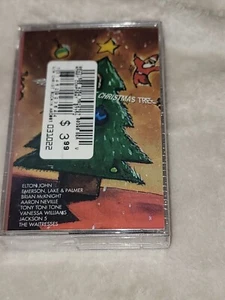 CHRISTMAS TREE
$ 3.99
031022
ELTON JOHN
EMERSON, LAKE & PALMER
BRIAN McKNIGHT
AARON NEVILLE
TONY TONI TONE
VANESSA WILLIAMS
JACKSON 5
THE WAITRESSES